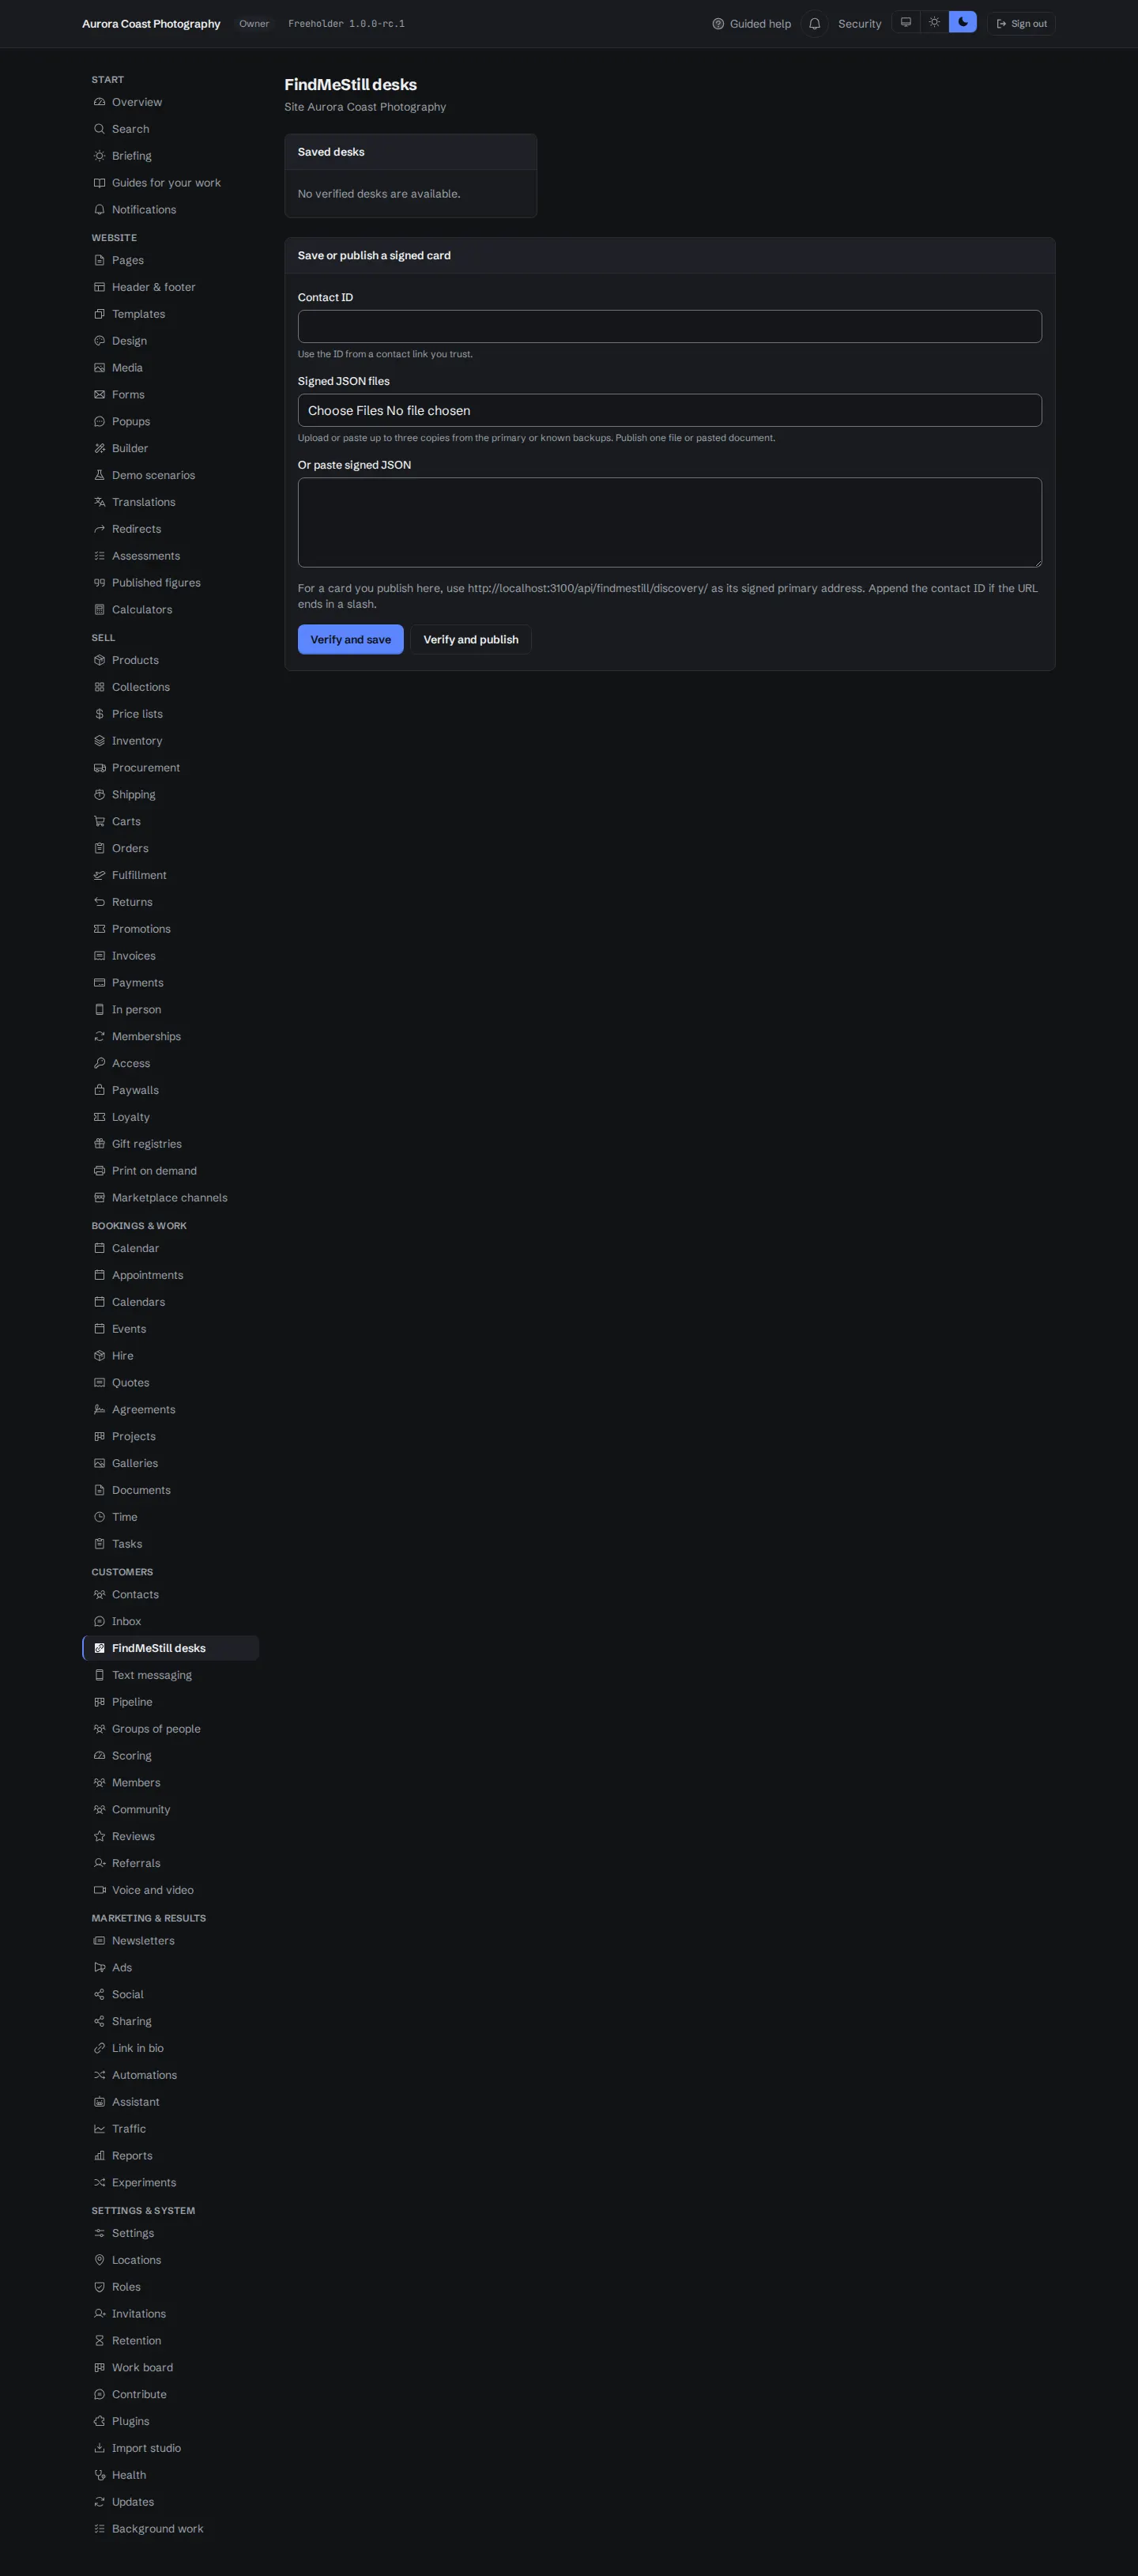 Aurora Coast Photography
Owner
Freeholder 1.0.0-rc.1
Guided help
Security
Sign out
START
Overview
Search
Briefing
Guides for your work
Notifications
WEBSITE
Pages
Header & footer
Templates
Design
Media
Forms
Popups
Builder
Demo scenarios
Translations
Redirects
Assessments
Published figures
Calculators
SELL
Products
Collections
Price lists
Inventory
Procurement
Shipping
Carts
Orders
Fulfillment
Returns
Promotions
Invoices
Payments
In person
Memberships
Access
Paywalls
Loyalty
Gift registries
Print on demand
Marketplace channels
BOOKINGS & WORK
Calendar
Appointments
Calendars
Events
Hire
Quotes
Agreements
Projects
Galleries
Documents
Time
Tasks
CUSTOMERS
Contacts
Inbox
FindMeStill desks
Text messaging
Pipeline
Groups of people
Scoring
Members
Community
Reviews
Referrals
Voice and video
MARKETING & RESULTS
Newsletters
Ads
Social
Sharing
Link in bio
Automations
Assistant
Traffic
Reports
Experiments
SETTINGS & SYSTEM
Settings
Locations
Roles
Invitations
Retention
Work board
Contribute
Plugins
Import studio
Health
Updates
Background work
FindMeStill desks
Site Aurora Coast Photography
Saved desks
No verified desks are available.
Save or publish a signed card
Contact ID
Use the ID from a contact link you trust.
Signed JSON files
Choose Files No file chosen
Upload or paste up to three copies from the primary or known backups. Publish one file or pasted document.
Or paste signed JSON
For a card you publish here, use http://localhost:3100/api/findmestill/discovery/ as its signed primary address. Append the contact ID if the URL
ends in a slash.
Verify and save
Verify and publish